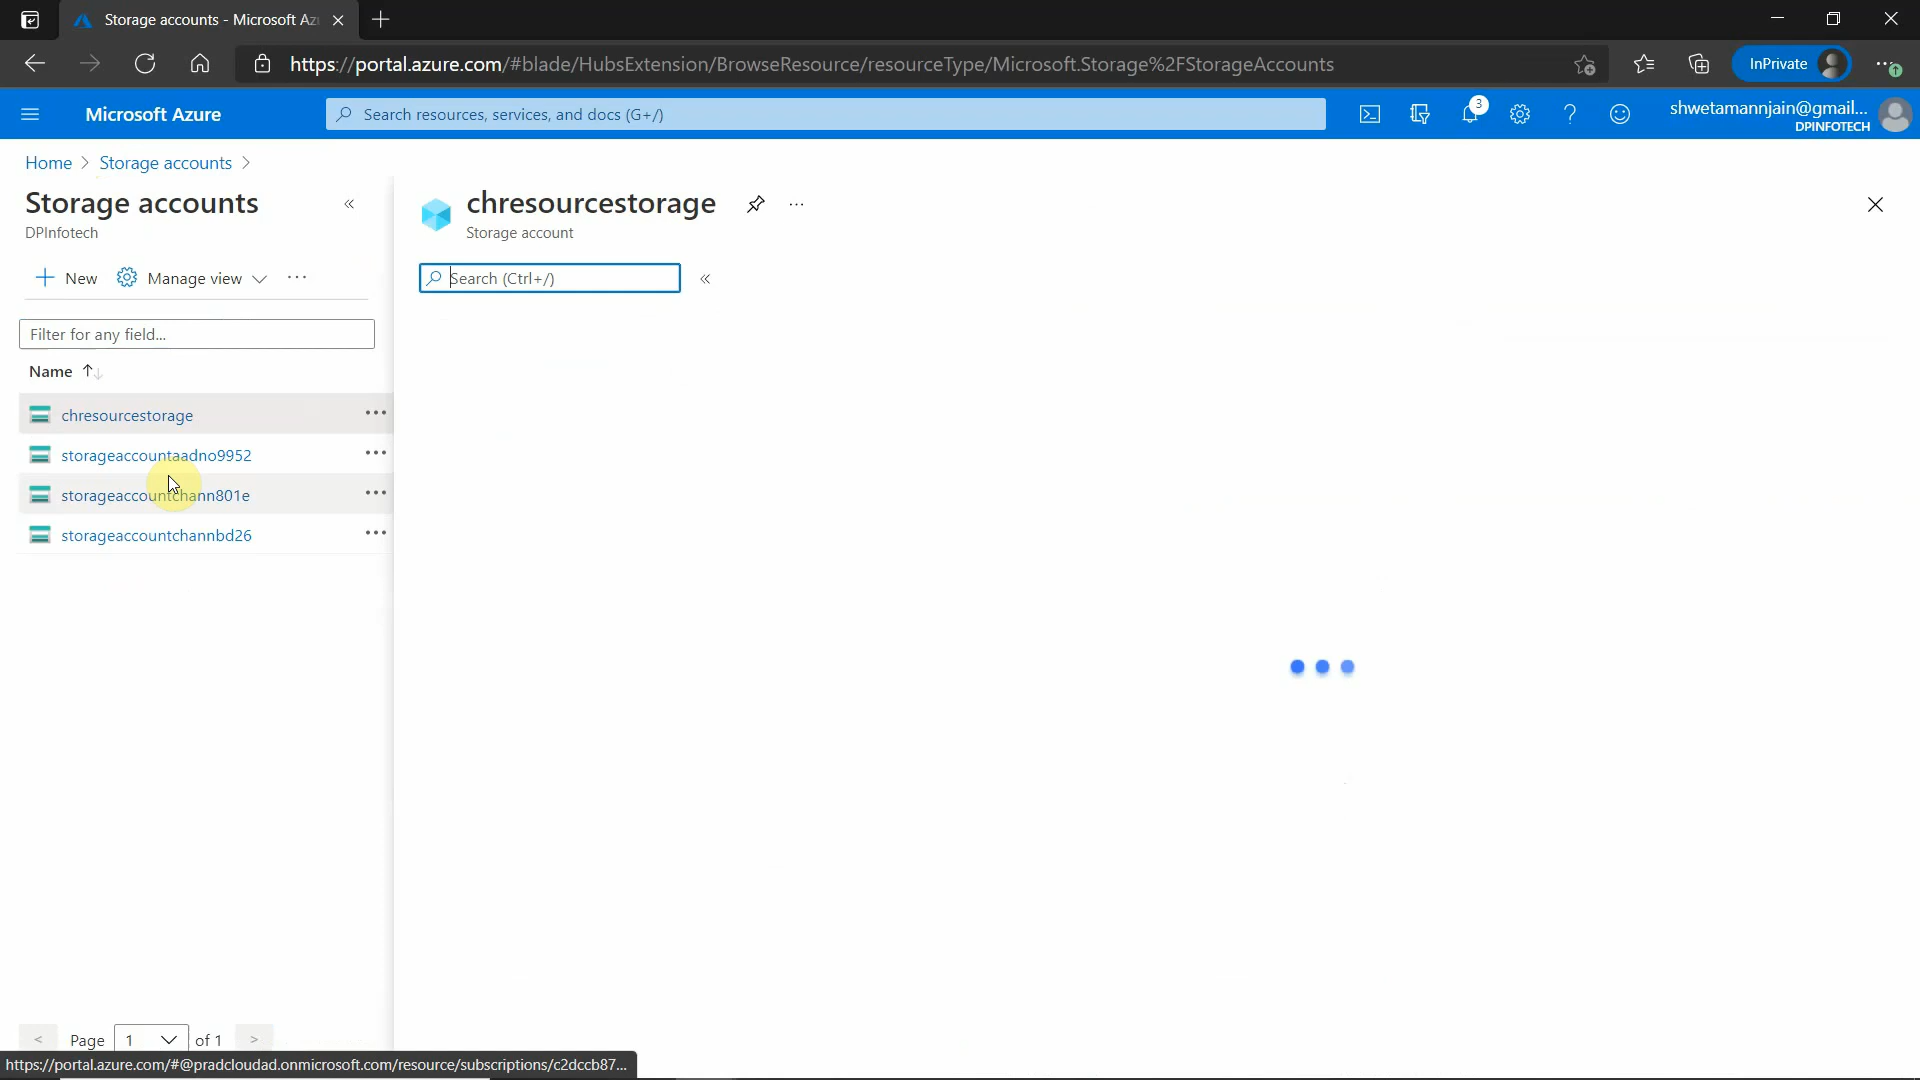 Storage accounts - Microsoft Az
https://portal.azure.com/#blade/HubsExtension/BrowseResource/resourceType/Microsoft.Storage%2FStorageAccounts
InPrivate
Microsoft Azure
Search resources, services, and docs (G+/)
3
shwetamannjain@gmail...
DPINFOTECH
Home > Storage accounts >
Storage accounts
DPInfotech
New
Manage view
Filter for any field...
Name
chresourcestorage
storageaccountaadno9952
storageaccountchann801e
storageaccountchannbd26
Page 1 of 1
chresourcestorage
Storage account
Search (Ctrl+/)
https://portal.azure.com/#@pradcloudad.onmicrosoft.com/resource/subscriptions/c2dccb87...